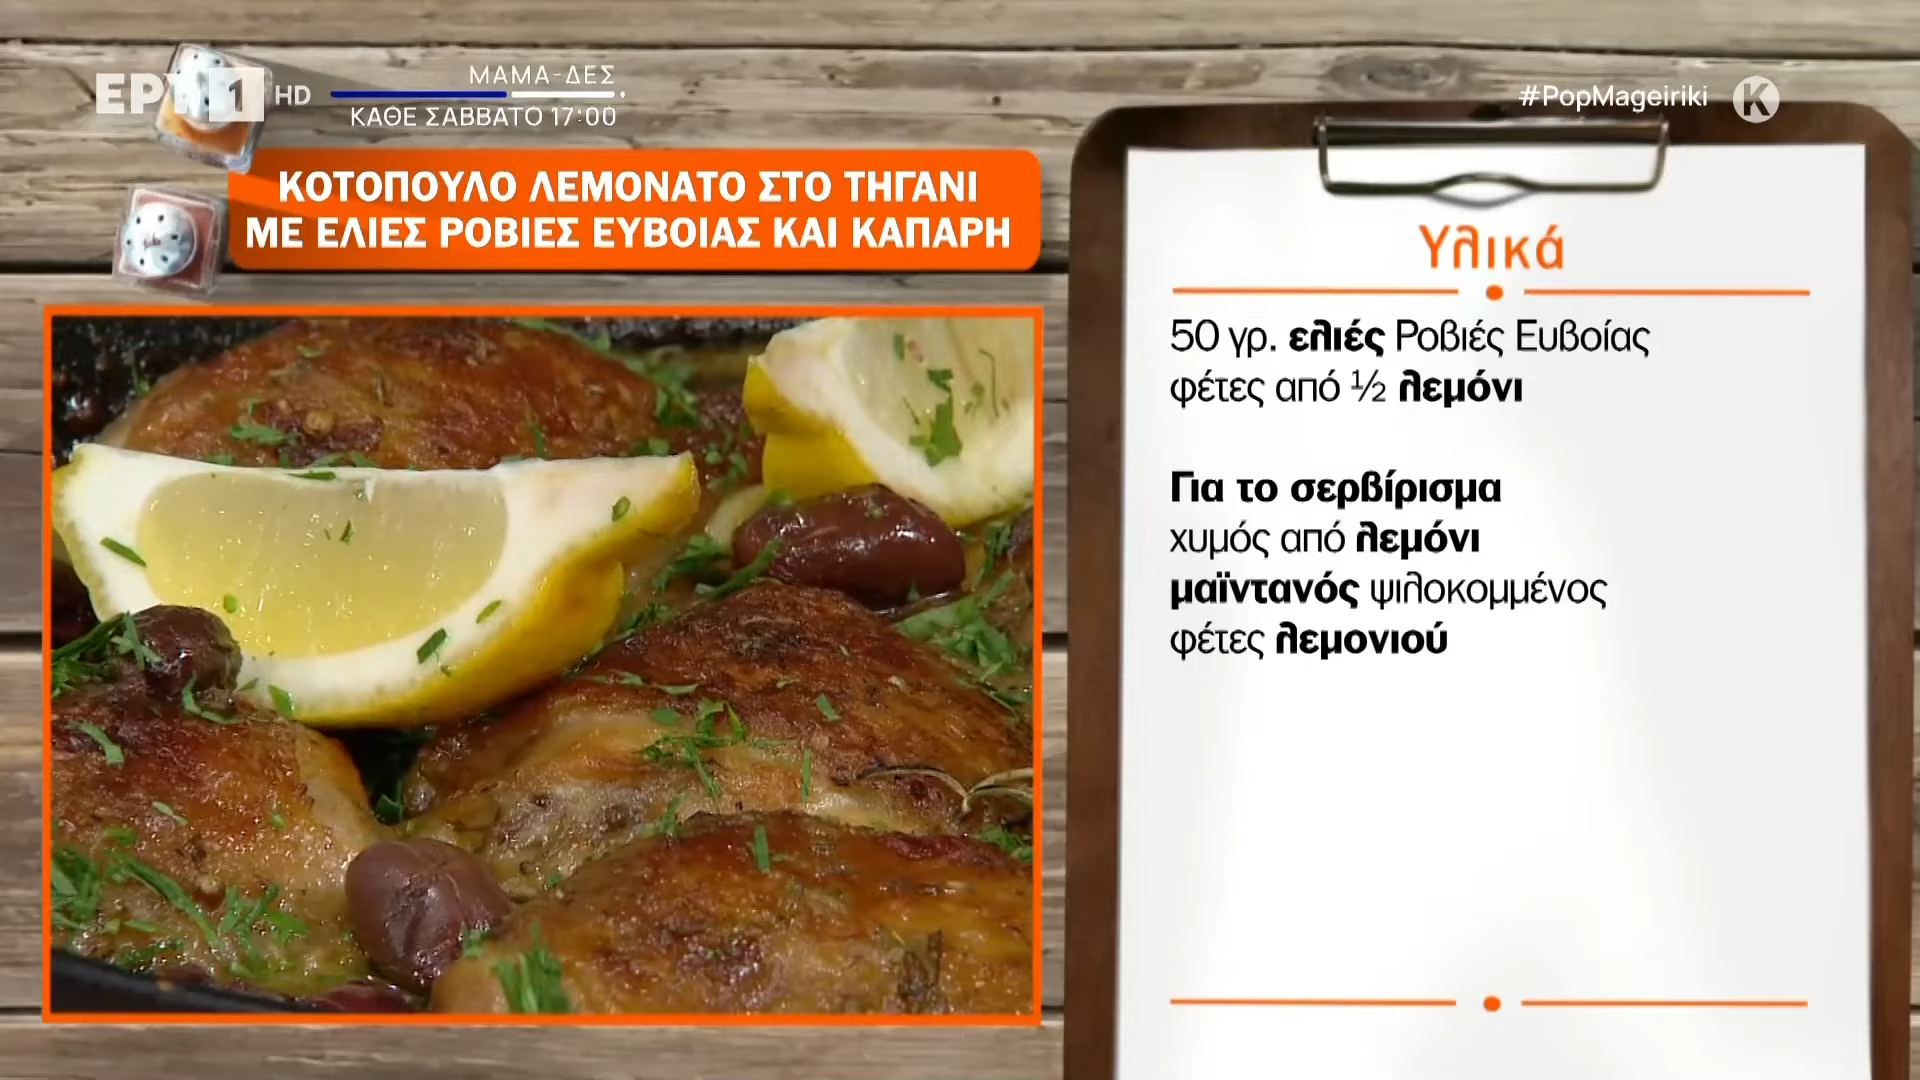 ΕΡΤ1 HD
ΜΑΜΑ-ΔΕΣ
ΚΑΘΕ ΣΑΒΒΑΤΟ 17:00
#PopMageiriki
K
ΚΟΤΟΠΟΥΛΟ ΛΕΜΟΝΑΤΟ ΣΤΟ ΤΗΓΑΝΙ
ΜΕ ΕΛΙΕΣ ΡΟΒΙΕΣ ΕΥΒΟΙΑΣ ΚΑΙ ΚΑΠΑΡΗ
Υλικά
50 γρ. ελιές Ροβιές Ευβοίας
φέτες από ½ λεμόνι
Για το σερβίρισμα
χυμός από λεμόνι
μαϊντανός ψιλοκομμένος
φέτες λεμονιού